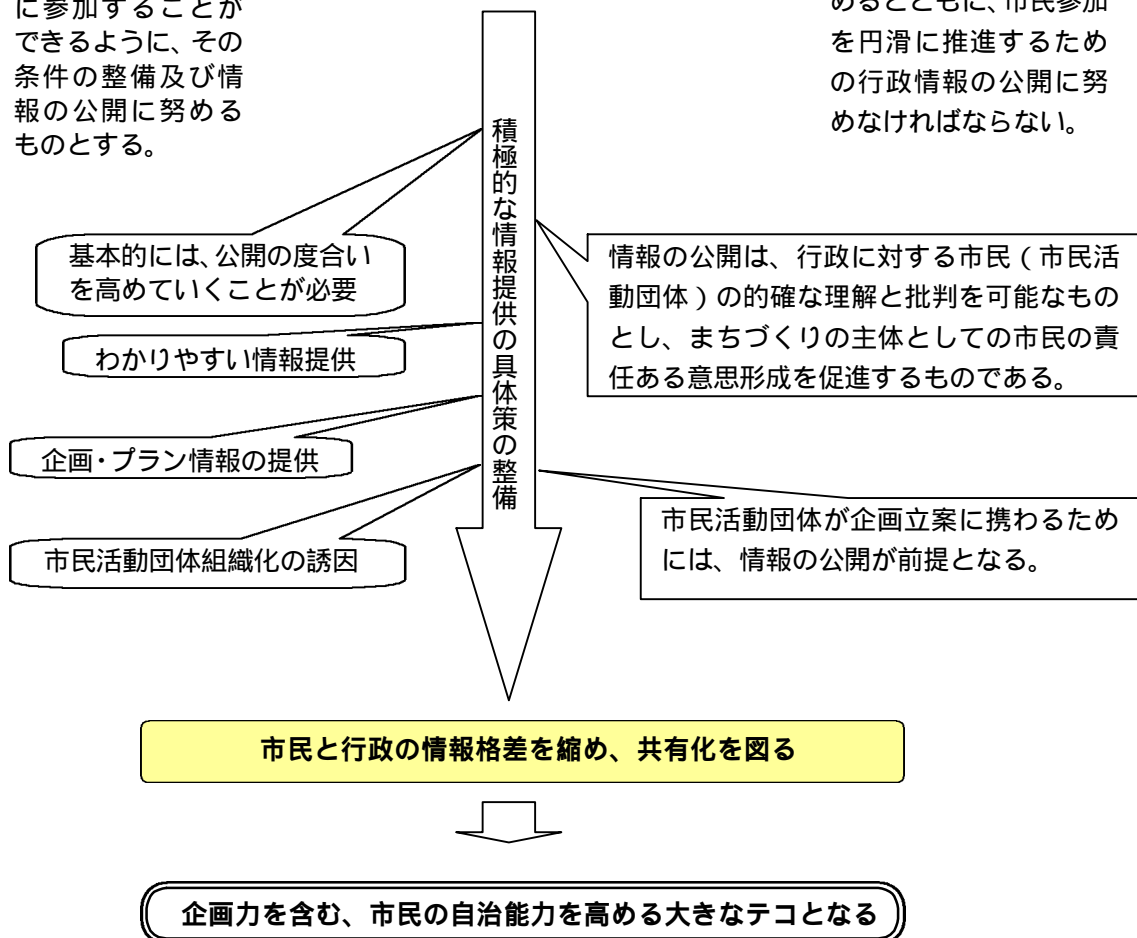 に参加することが
できるように、その
条件の整備及び情
報の公開に努める
ものとする。
めるとともに、市民参加
を円滑に推進するため
の行政情報の公開に努
めなければならない。
積極的な情報提供の具体策の整備
基本的には、公開の度合い
を高めていくことが必要
わかりやすい情報提供
企画・プラン情報の提供
市民活動団体組織化の誘因
情報の公開は、行政に対する市民（市民活
動団体）の的確な理解と批判を可能なもの
とし、まちづくりの主体としての市民の責
任ある意思形成を促進するものである。
市民活動団体が企画立案に携わるため
には、情報の公開が前提となる。
市民と行政の情報格差を縮め、共有化を図る
企画力を含む、市民の自治能力を高める大きなテコとなる